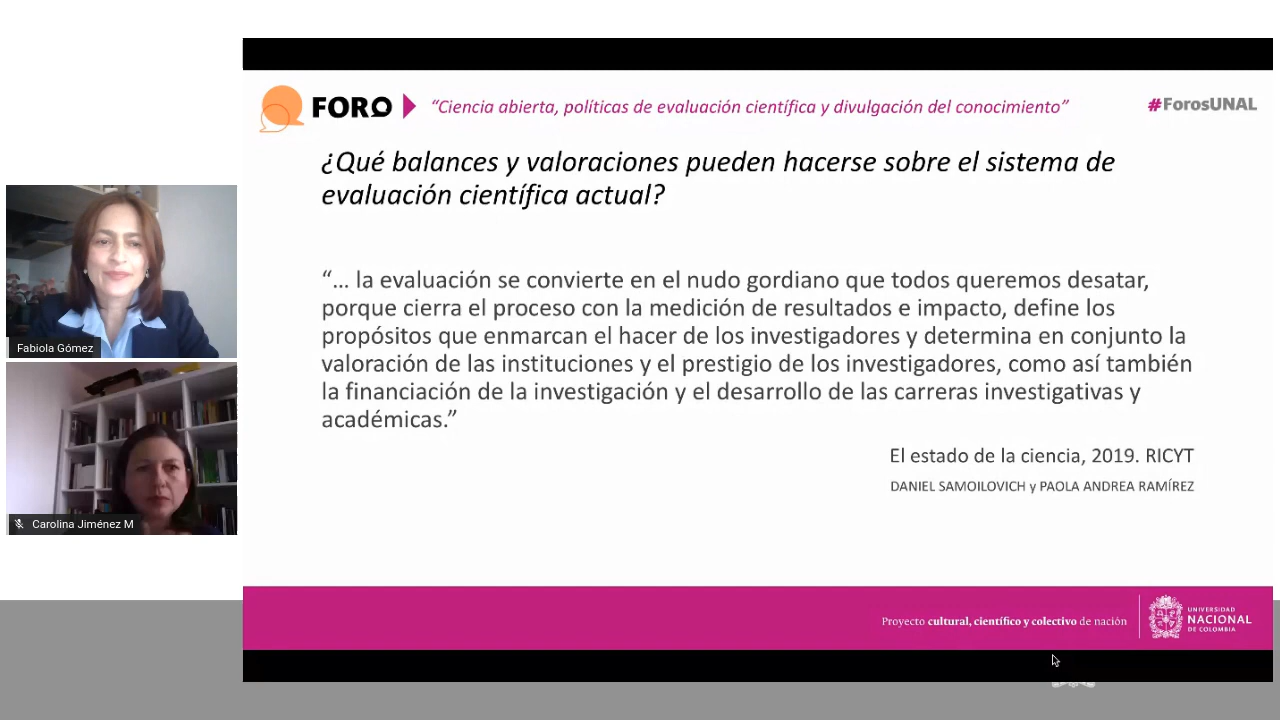 FORO
“Ciencia abierta, políticas de evaluación científica y divulgación del conocimiento”
#ForosUNAL
¿Qué balances y valoraciones pueden hacerse sobre el sistema de
evaluación científica actual?
“... la evaluación se convierte en el nudo gordiano que todos queremos desatar,
porque cierra el proceso con la medición de resultados e impacto, define los
propósitos que enmarcan el hacer de los investigadores y determina en conjunto la
valoración de las instituciones y el prestigio de los investigadores, como así también
la financiación de la investigación y el desarrollo de las carreras investigativas y
académicas.”
El estado de la ciencia, 2019. RICYT
DANIEL SAMOILOVICH y PAOLA ANDREA RAMÍREZ
Fabiola Gómez
Carolina Jiménez M
Proyecto cultural, científico y colectivo de nación
UNIVERSIDAD
NACIONAL
DE COLOMBIA